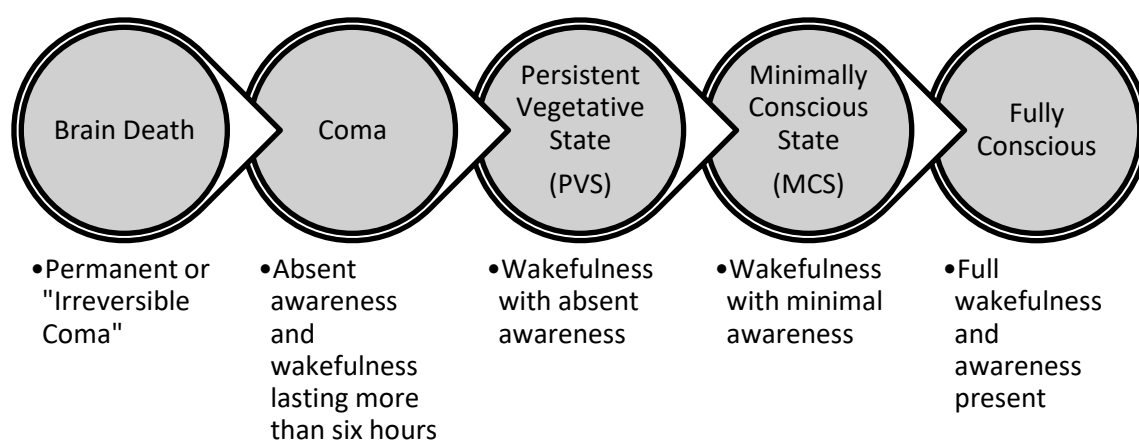 Brain Death
Coma
Persistent
Vegetative
State
(PVS)
Minimally
Conscious
State
(MCS)
Fully
Conscious
•Permanent or
"Irreversible
Coma"
•Absent
awareness
and
wakefulness
lasting more
than six hours
•Wakefulness
with absent
awareness
•Wakefulness
with minimal
awareness
•Full
wakefulness
and
awareness
present